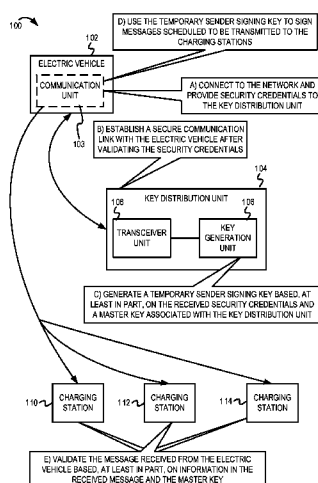 100
D) USE THE TEMPORARY SENDER SIGNING KEY TO SIGN
MESSAGES SCHEDULED TO BE TRANSMITTED TO THE
CHARGING STATIONS
102
ELECTRIC VEHICLE
COMMUNICATION
UNIT
103
A) CONNECT TO THE NETWORK AND
PROVIDE SECURITY CREDENTIALS TO
THE KEY DISTRIBUTION UNIT
B) ESTABLISH A SECURE COMMUNICATION
LINK WITH THE ELECTRIC VEHICLE AFTER
VALIDATING THE SECURITY CREDENTIALS
104
KEY DISTRIBUTION UNIT
106
TRANSCEIVER
UNIT
108
KEY
GENERATION
UNIT
C) GENERATE A TEMPORARY SENDER SIGNING KEY BASED, AT
LEAST IN PART, ON THE RECEIVED SECURITY CREDENTIALS AND
A MASTER KEY ASSOCIATED WITH THE KEY DISTRIBUTION UNIT
110
CHARGING
STATION
112
CHARGING
STATION
114
CHARGING
STATION
E) VALIDATE THE MESSAGE RECEIVED FROM THE ELECTRIC
VEHICLE BASED, AT LEAST IN PART, ON INFORMATION IN THE
RECEIVED MESSAGE AND THE MASTER KEY